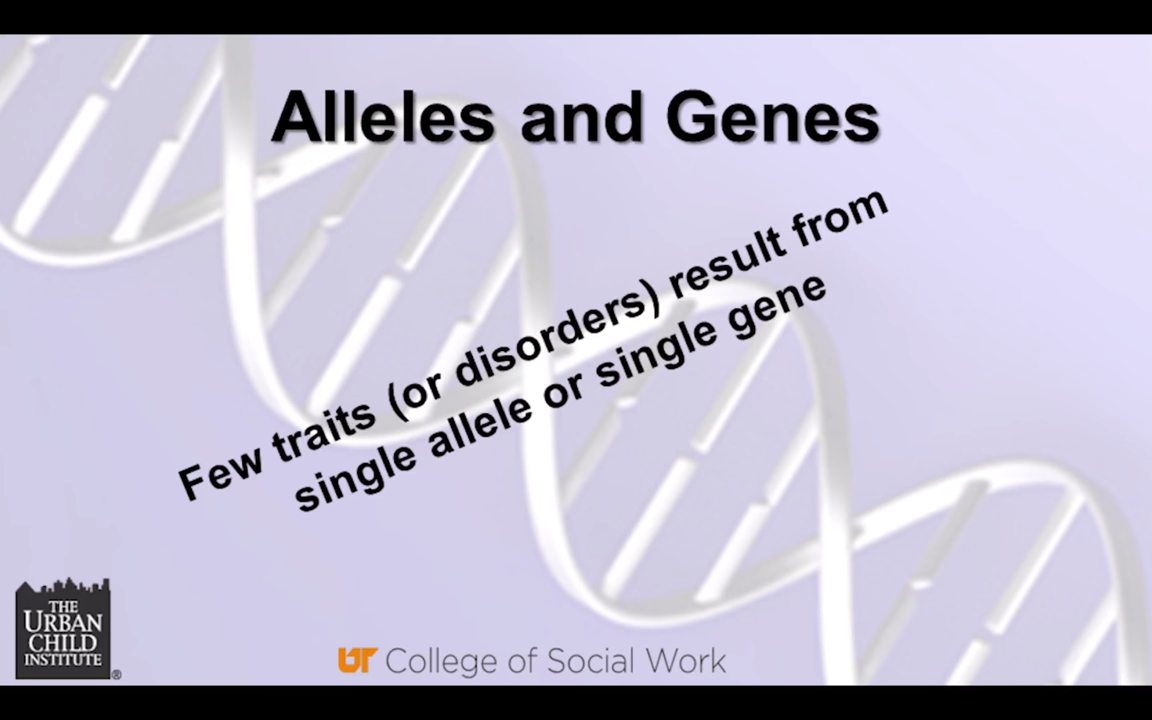 Alleles and Genes
Few traits (or disorders) result from
single allele or single gene
THE
URBAN
CHILD
INSTITUTE
®
UT College of Social Work